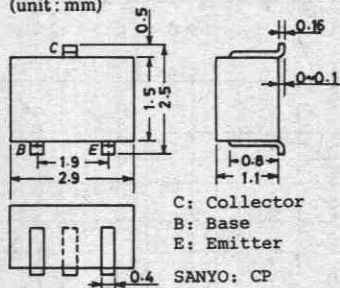 (unit : mm)
0.5
0.16
C
1.5
2.5
0~0.1
B
E
1.9
2.9
0.8
1.1
C: Collector
B: Base
E: Emitter
0.4
SANYO: CP